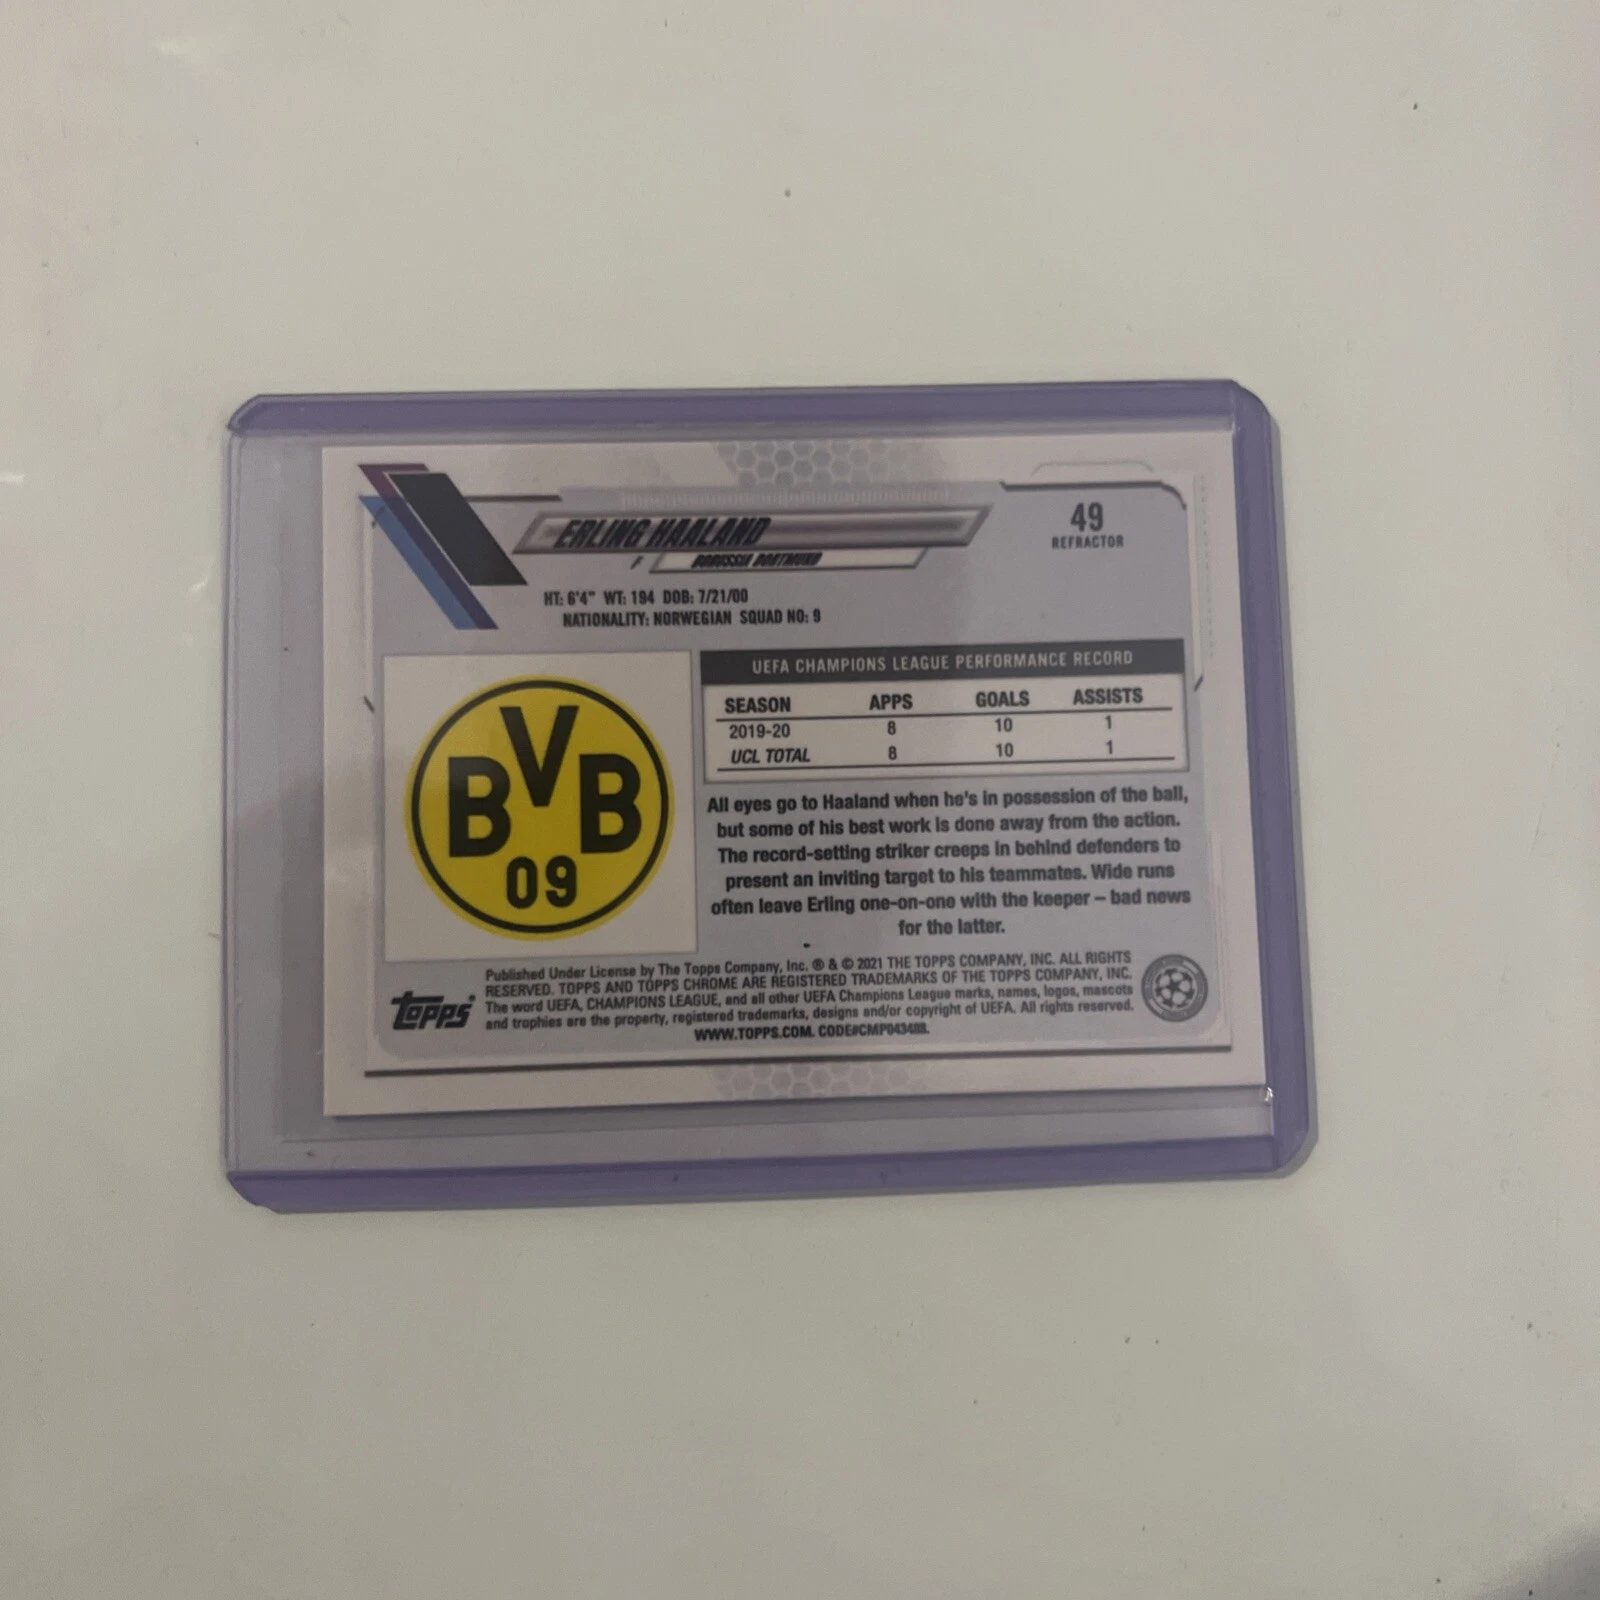 ERLING HAALAND
F BORUSSIA DORTMUND
49
REFRACTOR
HT: 6'4" WT: 194 DOB: 7/21/00
NATIONALITY: NORWEGIAN SQUAD NO: 9
BVB
09
UEFA CHAMPIONS LEAGUE PERFORMANCE RECORD
SEASON APPS GOALS ASSISTS
2019-20 8 10 1
UCL TOTAL 8 10 1
All eyes go to Haaland when he's in possession of the ball,
but some of his best work is done away from the action.
The record-setting striker creeps in behind defenders to
present an inviting target to his teammates. Wide runs
often leave Erling one-on-one with the keeper – bad news
for the latter.
topps
Published Under License by The Topps Company, Inc. ® & © 2021 THE TOPPS COMPANY, INC. ALL RIGHTS
RESERVED. TOPPS AND TOPPS CHROME ARE REGISTERED TRADEMARKS OF THE TOPPS COMPANY, INC.
The word UEFA, CHAMPIONS LEAGUE, and all other UEFA Champions League marks, names, logos, mascots
and trophies are the property, registered trademarks, designs and/or copyright of UEFA. All rights reserved.
WWW.TOPPS.COM. CODE#CMP043488.